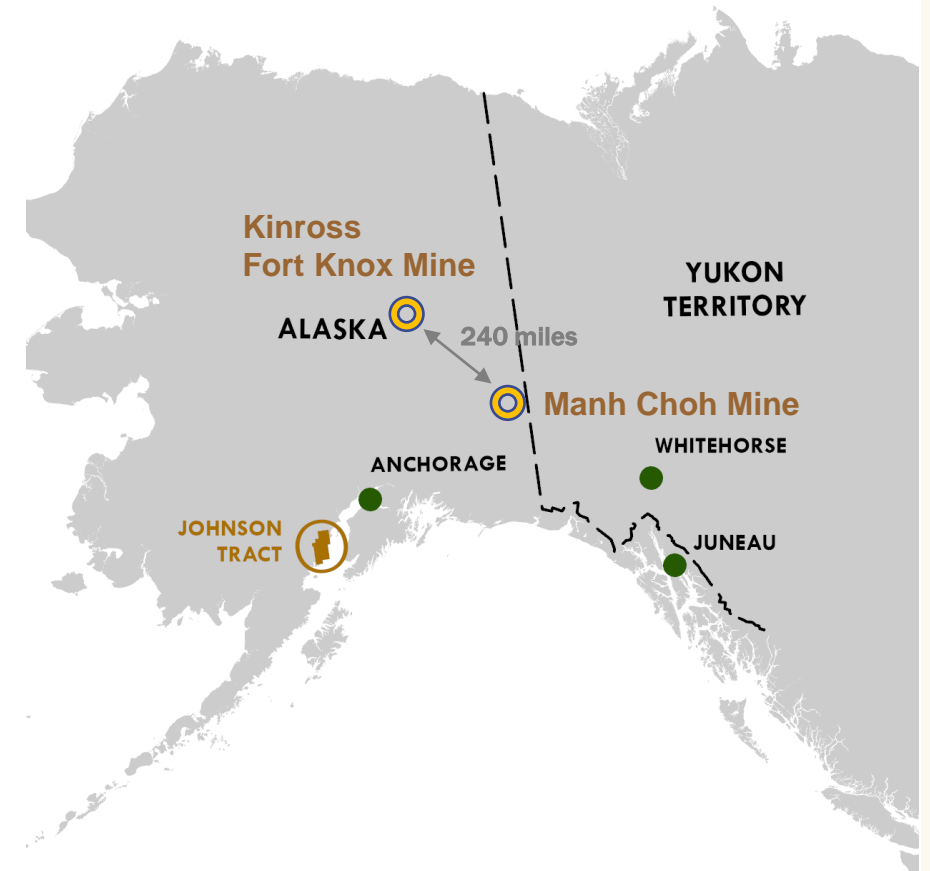 Kinross
Fort Knox Mine
YUKON
TERRITORY
ALASKA
240 miles
Manh Choh Mine
WHITEHORSE
ANCHORAGE
JOHNSON
TRACT
JUNEAU